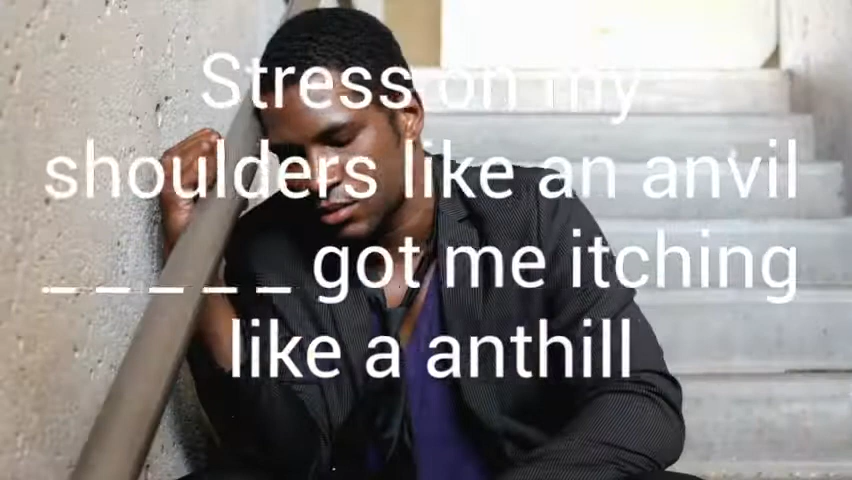 Stress on my
shoulders like an anvil
_ _ _ _ _ got me itching
like a anthill